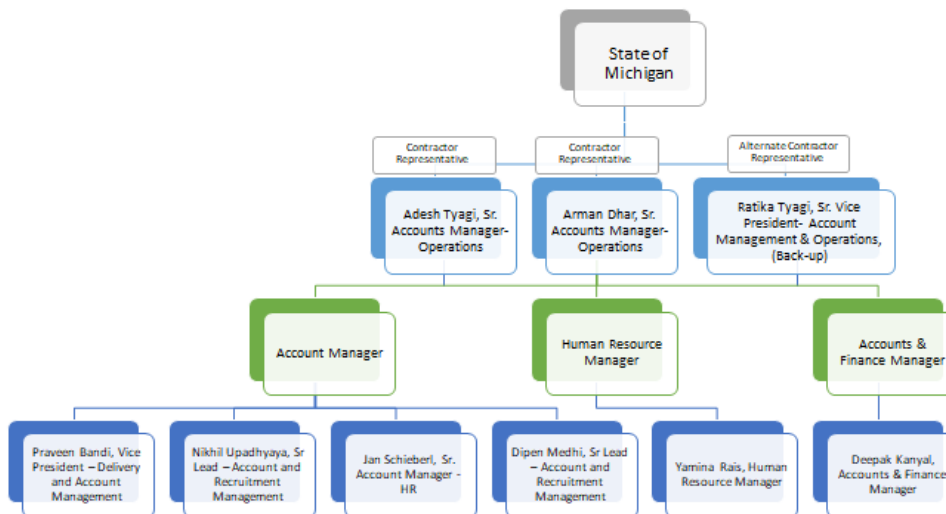 State of
Michigan
Contractor
Representative
Contractor
Representative
Alternate Contractor
Representative
Adesh Tyagi, Sr.
Accounts Manager-
Operations
Arman Dhar, Sr.
Accounts Manager-
Operations
Ratika Tyagi, Sr. Vice
President- Account
Management & Operations,
(Back-up)
Account Manager
Human Resource
Manager
Accounts &
Finance Manager
Praveen Bandi, Vice
President – Delivery
and Account
Management
Nikhil Upadhyaya, Sr
Lead – Account and
Recruitment
Management
Jan Schieberl, Sr.
Account Manager -
HR
Dipen Medhi, Sr Lead
– Account and
Recruitment
Management
Yamina Rais, Human
Resource Manager
Deepak Kanyal,
Accounts & Finance
Manager